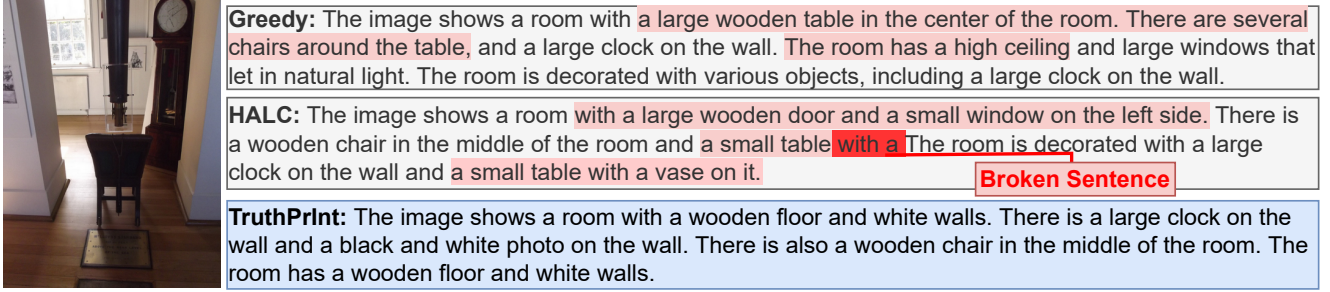 Greedy: The image shows a room with a large wooden table in the center of the room. There are several
chairs around the table, and a large clock on the wall. The room has a high ceiling and large windows that
let in natural light. The room is decorated with various objects, including a large clock on the wall.
HALC: The image shows a room with a large wooden door and a small window on the left side. There is
a wooden chair in the middle of the room and a small table with a The room is decorated with a large
clock on the wall and a small table with a vase on it.
Broken Sentence
TruthPrInt: The image shows a room with a wooden floor and white walls. There is a large clock on the
wall and a black and white photo on the wall. There is also a wooden chair in the middle of the room. The
room has a wooden floor and white walls.